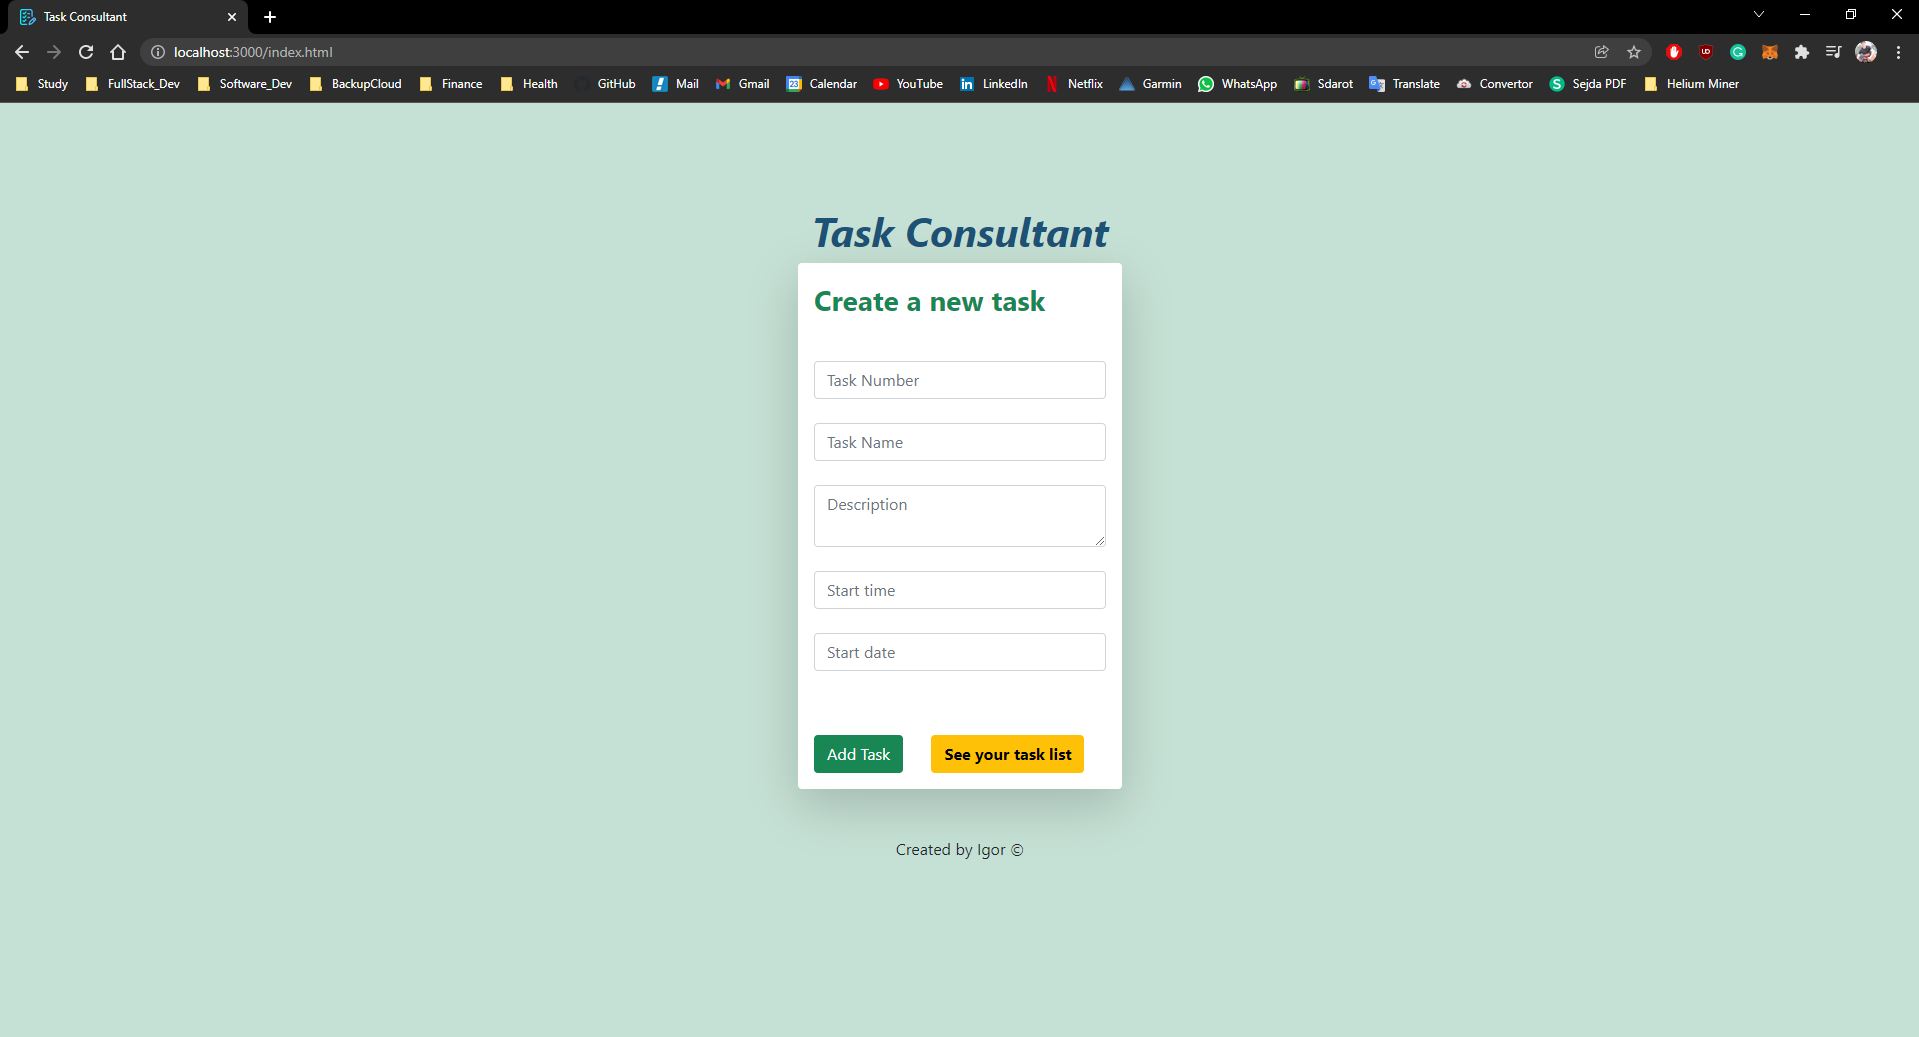 Task Consultant
localhost:3000/index.html
Study FullStack_Dev Software_Dev BackupCloud Finance Health GitHub Mail Gmail 23 Calendar YouTube in LinkedIn Netflix Garmin WhatsApp Sdarot Translate Convertor S Sejda PDF Helium Miner
Task Consultant
Create a new task
Task Number
Task Name
Description
Start time
Start date
Add Task See your task list
Created by Igor ©